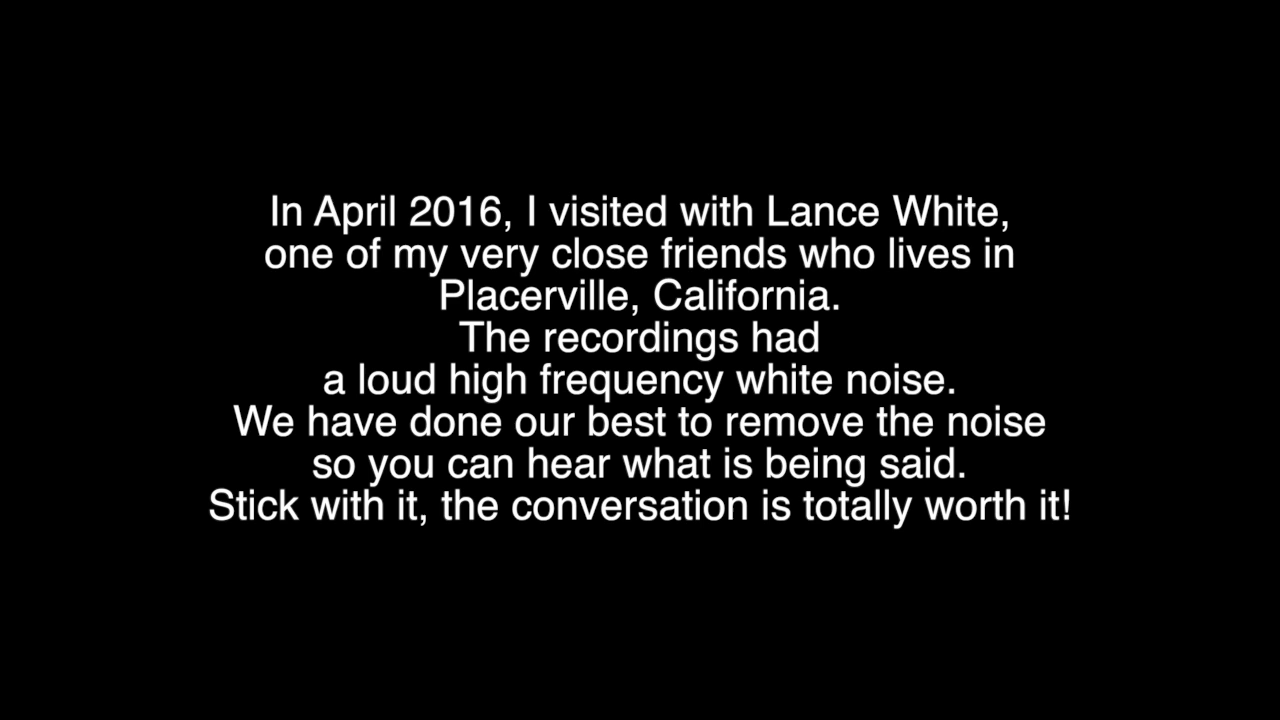 In April 2016, I visited with Lance White,
one of my very close friends who lives in
Placerville, California.
The recordings had
a loud high frequency white noise.
We have done our best to remove the noise
so you can hear what is being said.
Stick with it, the conversation is totally worth it!